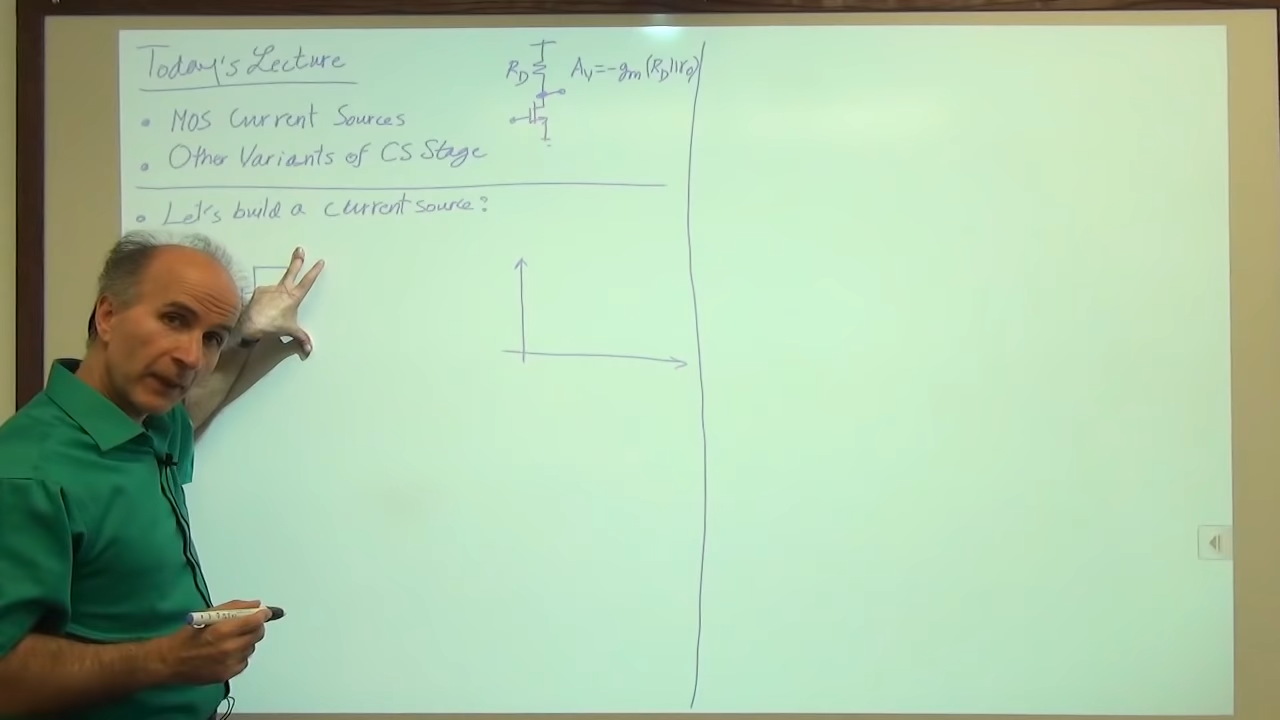 Today's Lecture
• MOS Current Sources
• Other Variants of CS Stage
R_D
A_v=-g_m(R_D||r_o)
• Let's build a current source: